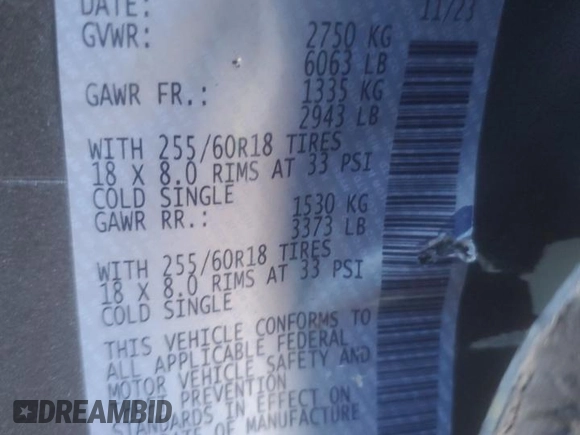 DATE: 11/23
GVWR: 2750 KG
6063 LB
GAWR FR.: 1335 KG
2943 LB
WITH 255/60R18 TIRES
18 X 8.0 RIMS AT 33 PSI
COLD SINGLE
GAWR RR.: 1530 KG
3373 LB
WITH 255/60R18 TIRES
18 X 8.0 RIMS AT 33 PSI
COLD SINGLE
THIS VEHICLE CONFORMS TO
ALL APPLICABLE FEDERAL
MOTOR VEHICLE SAFETY AND
PREVENTION
STANDARDS IN EFFECT ON
DATE OF MANUFACTURE
DREAMBID